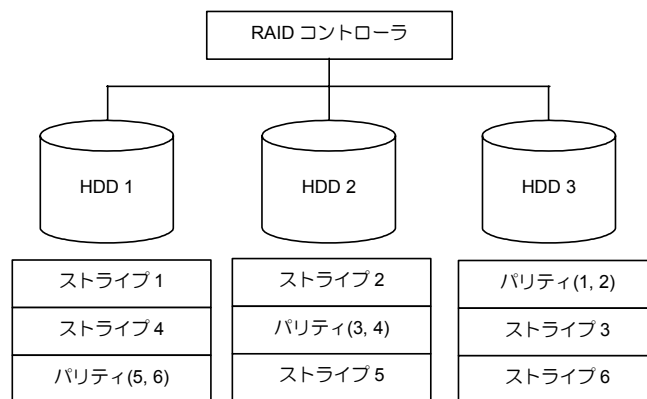 RAID コントローラ
HDD 1
HDD 2
HDD 3
ストライプ 1
ストライプ 2
パリティ(1, 2)
ストライプ 4
パリティ(3, 4)
ストライプ 3
パリティ(5, 6)
ストライプ 5
ストライプ 6